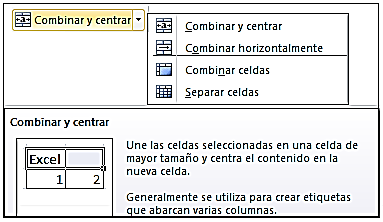 Combinar y centrar
Combinar y centrar
Combinar horizontalmente
Combinar celdas
Separar celdas
Combinar y centrar
Excel
1 2
Une las celdas seleccionadas en una celda de
mayor tamaño y centra el contenido en la
nueva celda.
Generalmente se utiliza para crear etiquetas
que abarcan varias columnas.